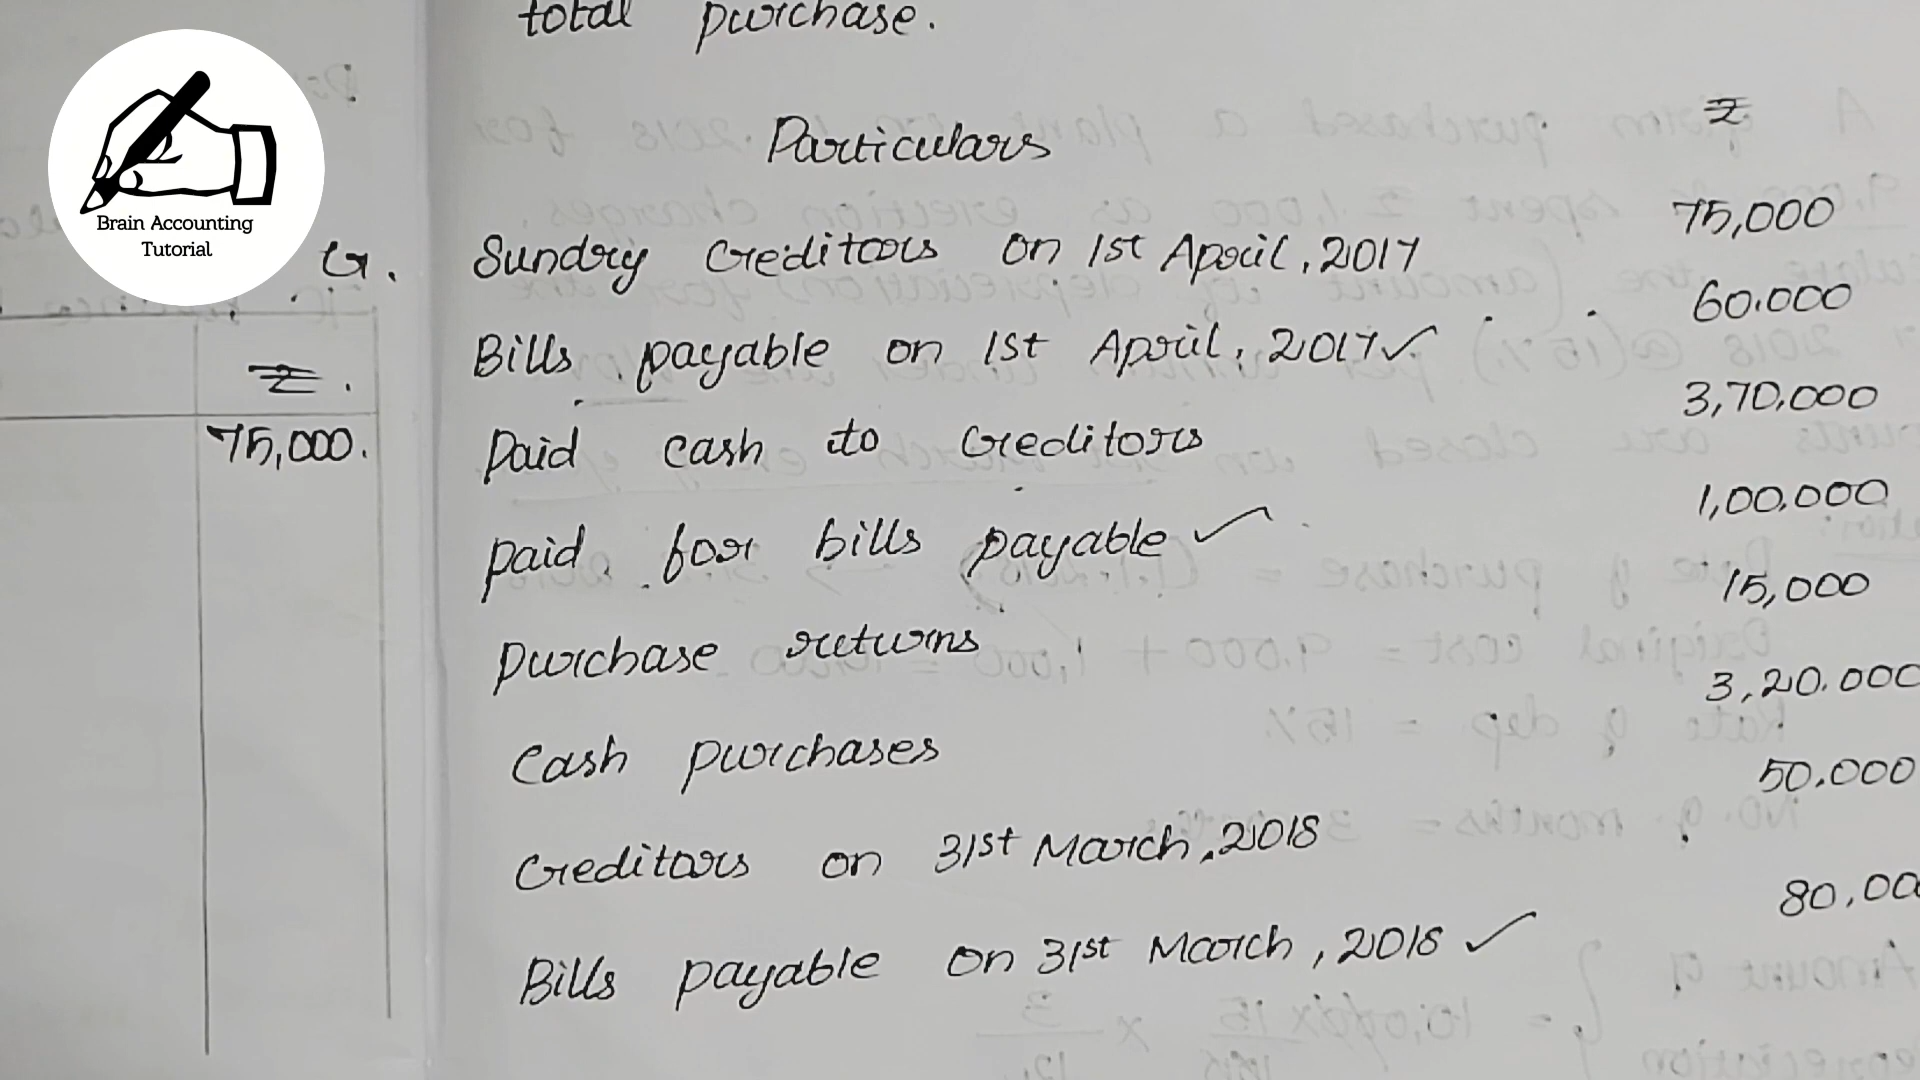 total purchase.
Brain Accounting
Tutorial
Cr.
₹.
75,000.
Particulars ₹
Sundry Creditors on 1st April, 2017 75,000
Bills payable on 1st April, 2017 ✓ 60.000
Paid cash to Creditors 3,70,000
paid for bills payable ✓ 1,00,000
purchase returns 15,000
Cash purchases 3,20.000
Creditors on 31st March, 2018 50.000
Bills payable on 31st March, 2018 ✓ 80,00